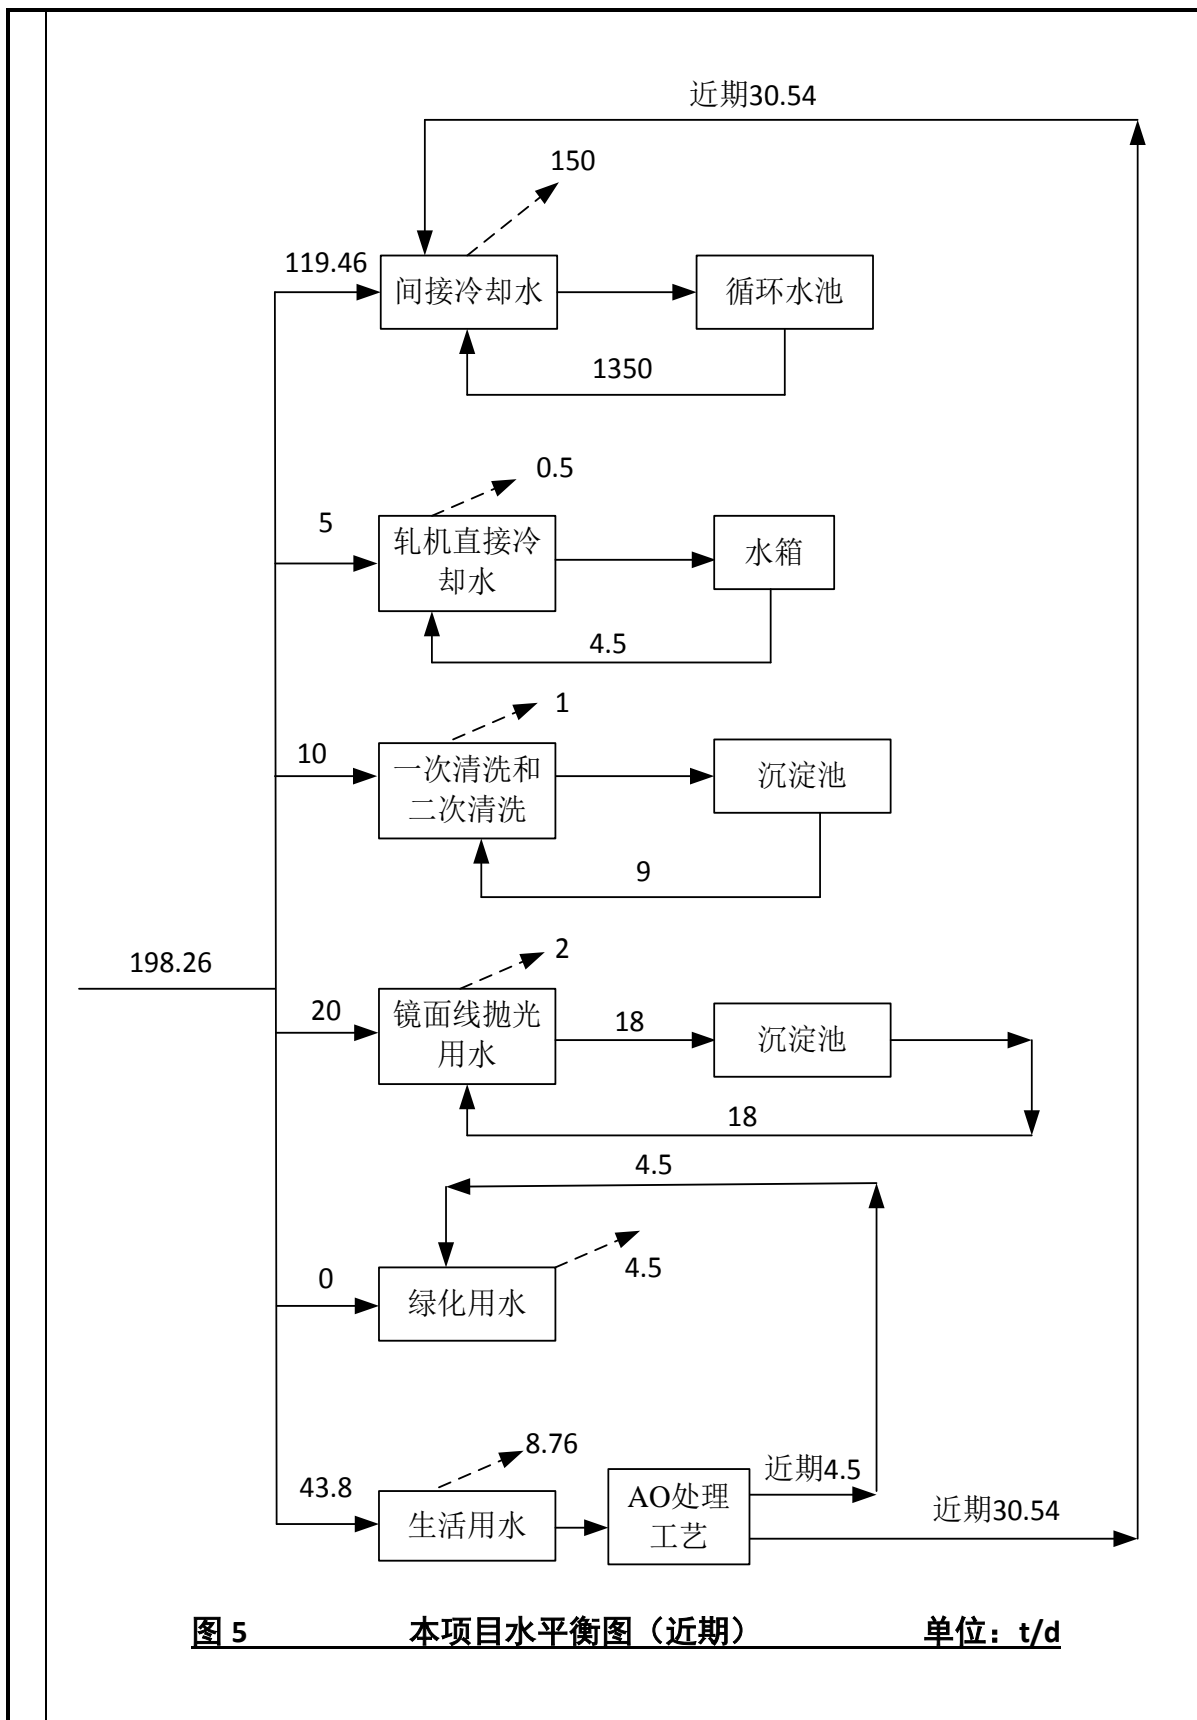 近期30.54
150
119.46
间接冷却水
循环水池
1350
0.5
5
轧机直接冷
却水
水箱
4.5
1
10
一次清洗和
二次清洗
沉淀池
9
198.26
2
20
镜面线抛光
用水
18
沉淀池
18
4.5
0
绿化用水
4.5
8.76
43.8
生活用水
AO处理
工艺
近期4.5
近期30.54
图 5 本项目水平衡图（近期） 单位：t/d